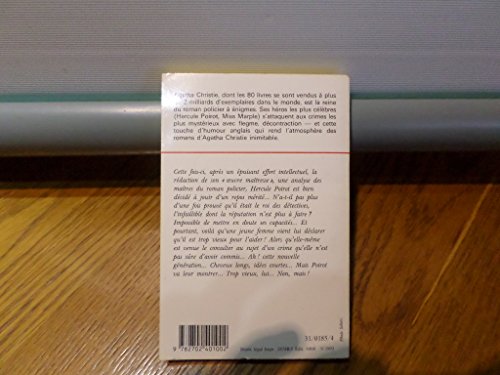 Agatha Christie, dont les 80 livres se sont vendus à plus
de 2 milliards d'exemplaires dans le monde, est la reine
du roman policier à énigmes. Ses héros les plus célèbres
(Hercule Poirot, Miss Marple) s'attaquent aux crimes les
plus mystérieux avec flegme, décontraction — et cette
touche d'humour anglais qui rend l'atmosphère des
romans d'Agatha Christie inimitable.
Cette fois-ci, après un épuisant effort intellectuel, la
rédaction de son « œuvre maîtresse », une analyse des
maîtres du roman policier, Hercule Poirot est bien
décidé à jouir d'un repos mérité... N'a-t-il pas plus
d'une fois prouvé qu'il était le roi des détectives,
l'infaillible dont la réputation n'est plus à faire ?
Impossible de mettre en doute ses capacités... Et
pourtant, voilà qu'une jeune femme vient lui déclarer
qu'il est trop vieux pour l'aider ! Alors qu'elle-même
est venue le consulter au sujet d'un crime qu'elle n'est
pas sûre d'avoir commis... Ah ! cette nouvelle
génération... Cheveux longs, idées courtes... Mais Poirot
va leur montrer... Trop vieux, lui... Non, mais !
31/0185/4
9 782702 401002